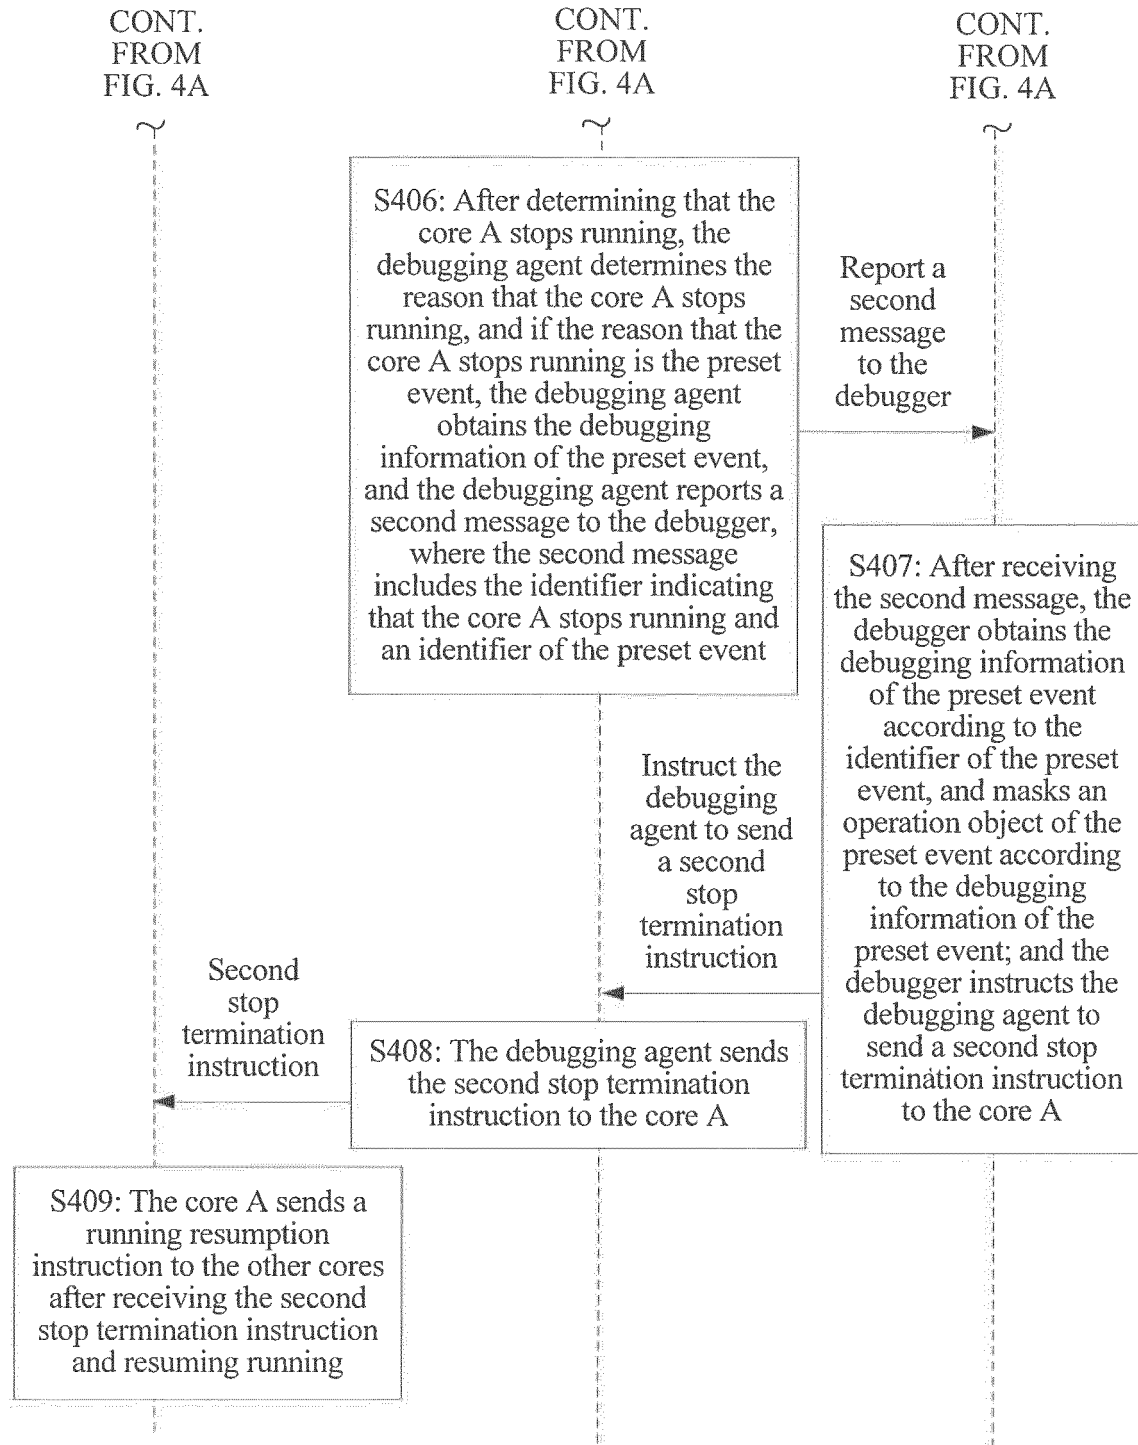 CONT.
FROM
FIG. 4A
CONT.
FROM
FIG. 4A
CONT.
FROM
FIG. 4A
S406: After determining that the
core A stops running, the
debugging agent determines the
reason that the core A stops
running, and if the reason that the
core A stops running is the preset
event, the debugging agent
obtains the debugging
information of the preset event,
and the debugging agent reports a
second message to the debugger,
where the second message
includes the identifier indicating
that the core A stops running and
an identifier of the preset event
Report a
second
message
to the
debugger
S407: After receiving
the second message, the
debugger obtains the
debugging information
of the preset event
according to the
identifier of the preset
event, and masks an
operation object of the
preset event according
to the debugging
information of the
preset event; and the
debugger instructs the
debugging agent to
send a second stop
termination instruction
to the core A
Instruct the
debugging
agent to send
a second
stop
termination
instruction
Second
stop
termination
instruction
S408: The debugging agent sends
the second stop termination
instruction to the core A
S409: The core A sends a
running resumption
instruction to the other cores
after receiving the second
stop termination instruction
and resuming running